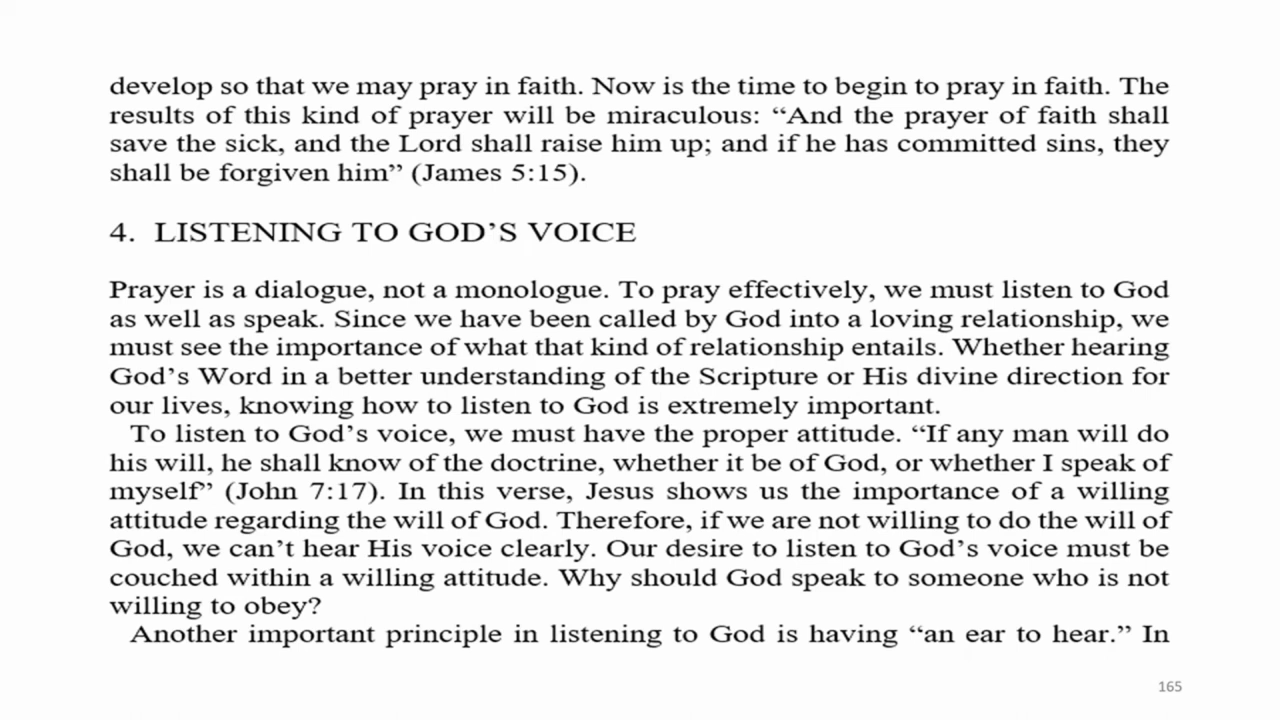 develop so that we may pray in faith. Now is the time to begin to pray in faith. The
results of this kind of prayer will be miraculous: “And the prayer of faith shall
save the sick, and the Lord shall raise him up; and if he has committed sins, they
shall be forgiven him” (James 5:15).
4. LISTENING TO GOD’S VOICE
Prayer is a dialogue, not a monologue. To pray effectively, we must listen to God
as well as speak. Since we have been called by God into a loving relationship, we
must see the importance of what that kind of relationship entails. Whether hearing
God’s Word in a better understanding of the Scripture or His divine direction for
our lives, knowing how to listen to God is extremely important.
To listen to God’s voice, we must have the proper attitude. “If any man will do
his will, he shall know of the doctrine, whether it be of God, or whether I speak of
myself” (John 7:17). In this verse, Jesus shows us the importance of a willing
attitude regarding the will of God. Therefore, if we are not willing to do the will of
God, we can’t hear His voice clearly. Our desire to listen to God’s voice must be
couched within a willing attitude. Why should God speak to someone who is not
willing to obey?
Another important principle in listening to God is having “an ear to hear.” In
165